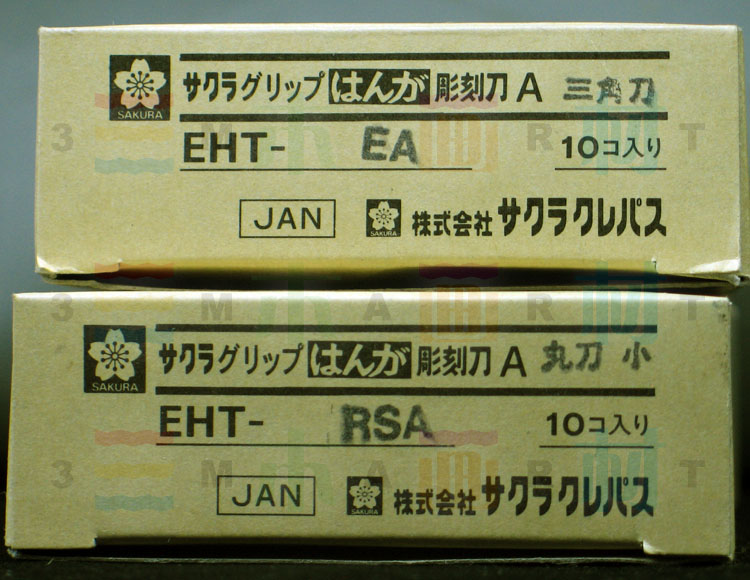 サクラグリップはんが彫刻刀 A 三角刀
SAKURA
EHT- EA 10コ入り
JAN SAKURA 株式会社サクラクレパス
サクラグリップはんが彫刻刀 A 丸刀 小
SAKURA
EHT- RSA 10コ入り
JAN SAKURA 株式会社サクラクレパス